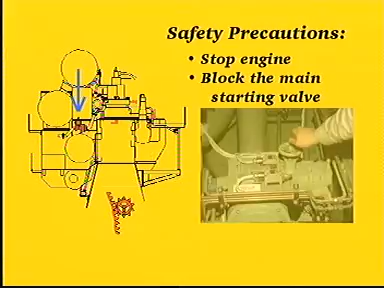 Safety Precautions:
• Stop engine
• Block the main
starting valve